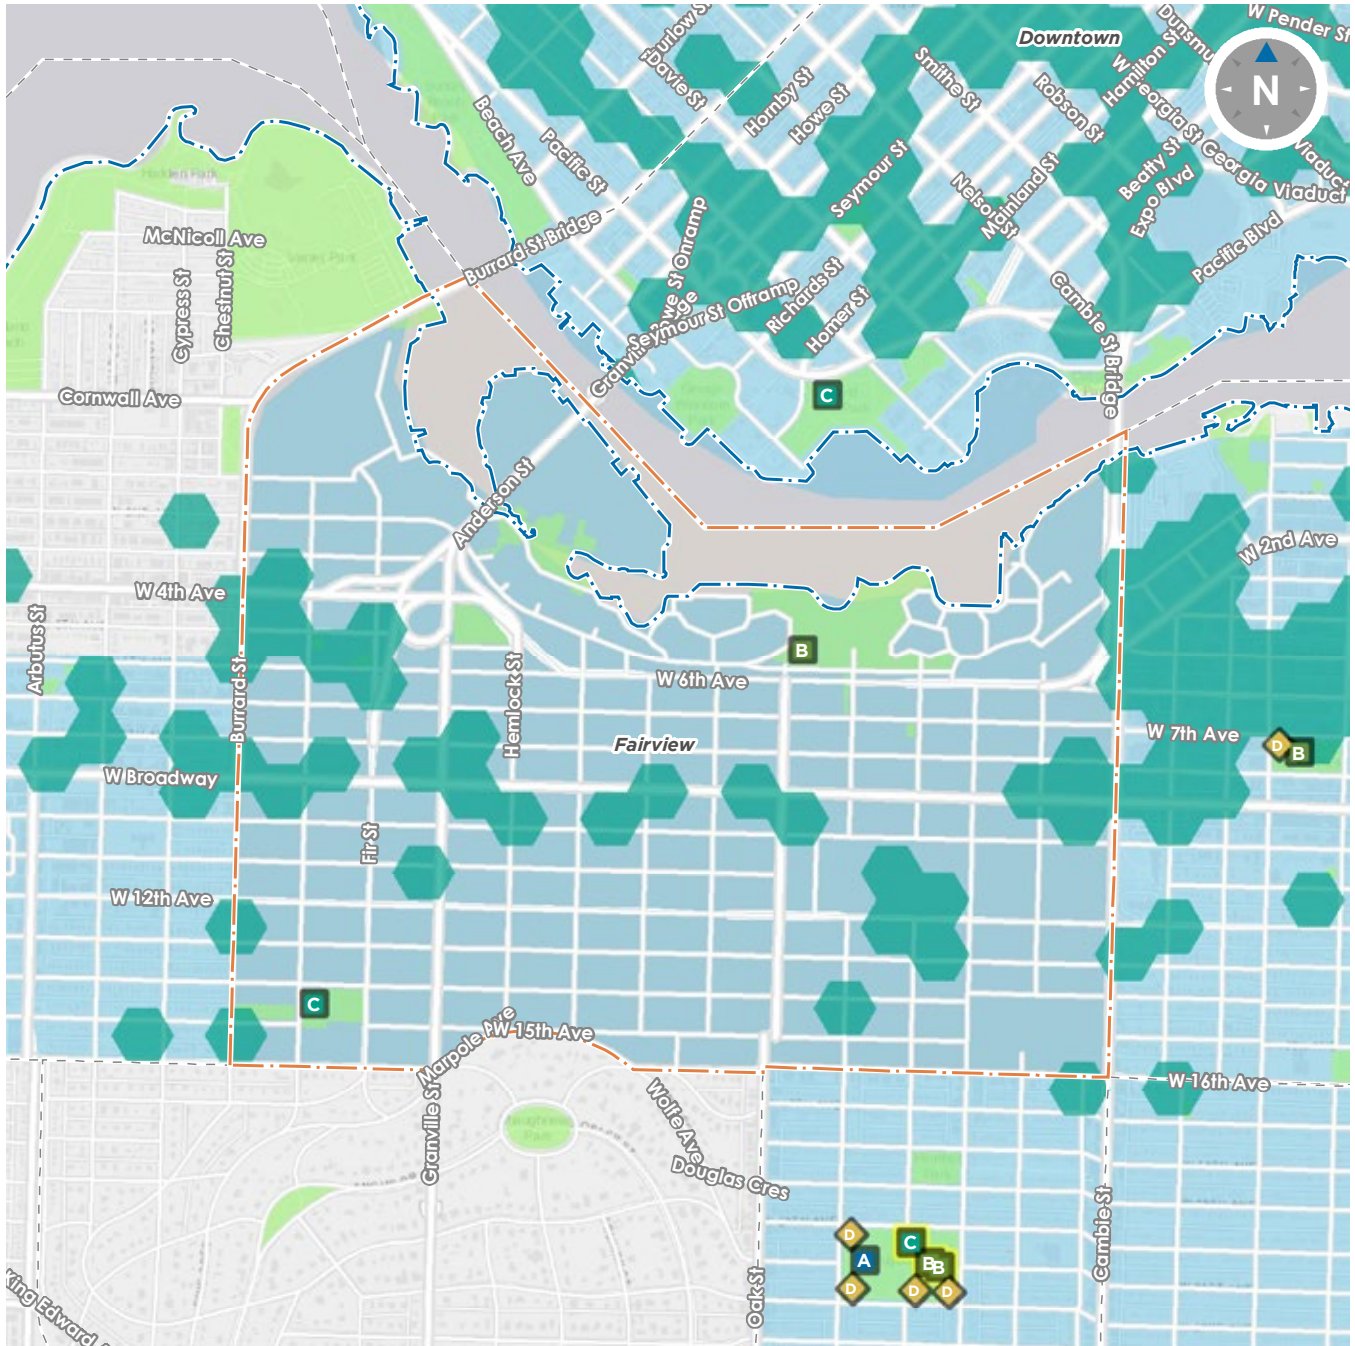 Downtown
W Pender St
Davie St
Hornby St
Howe St
Smithe St
Robson St
Hamilton St
W Georgia St
Georgia Viaduct
Viaduct
N
Beach Ave
Pacific St
Seymour St
Nelson St
Mainland St
Beatty St
Expo Blvd
Pacific Blvd
McNicoll Ave
Cypress St
Chestnut St
Burrard St Bridge
Seymour St Offramp
Richards St
Homer St
Cambie St Bridge
Cornwall Ave
C
Anderson St
W 2nd Ave
W 4th Ave
Arbutus St
B
Burrard St
Hemlock St
W 6th Ave
Fairview
W 7th Ave
D
B
W Broadway
Fir St
W 12th Ave
C
Marpole Ave
W 15th Ave
W 16th Ave
Granville St
Wolfe Ave
Douglas Cres
Oak St
Cambie St
D
C
A
B
B
D
D
D
King Edward